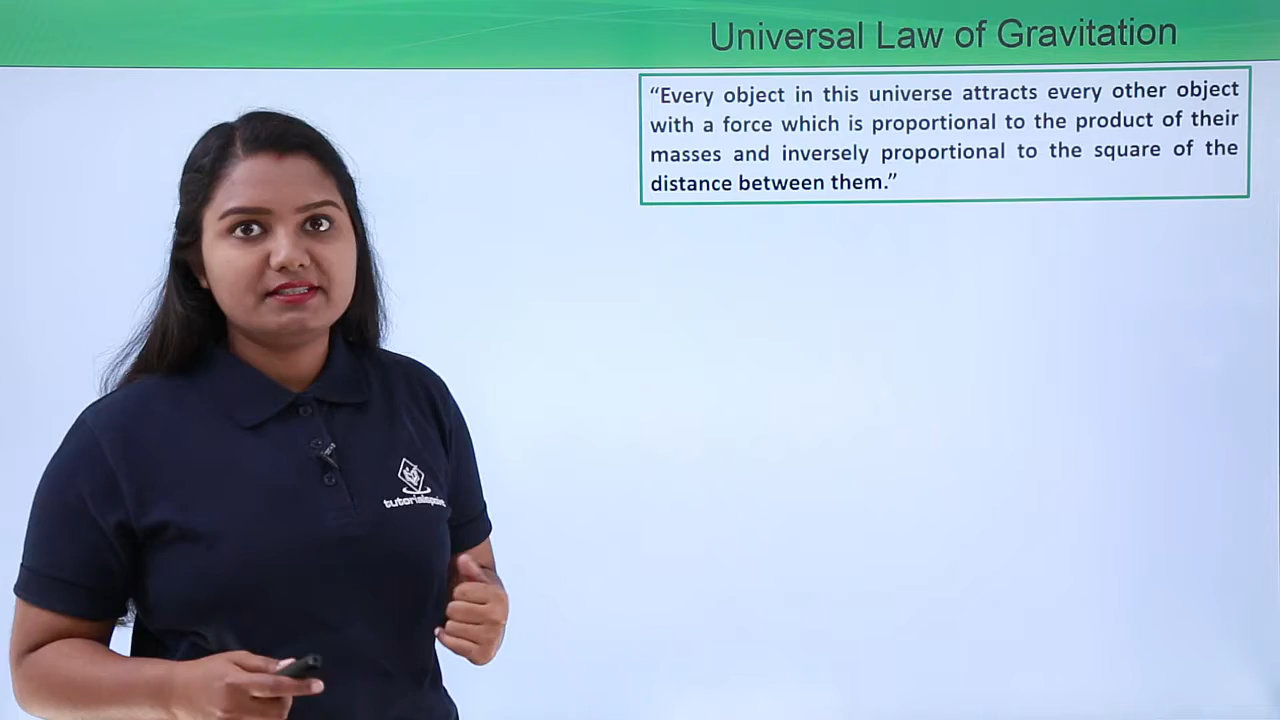 Universal Law of Gravitation
“Every object in this universe attracts every other object
with a force which is proportional to the product of their
masses and inversely proportional to the square of the
distance between them.”
tutorialspoint